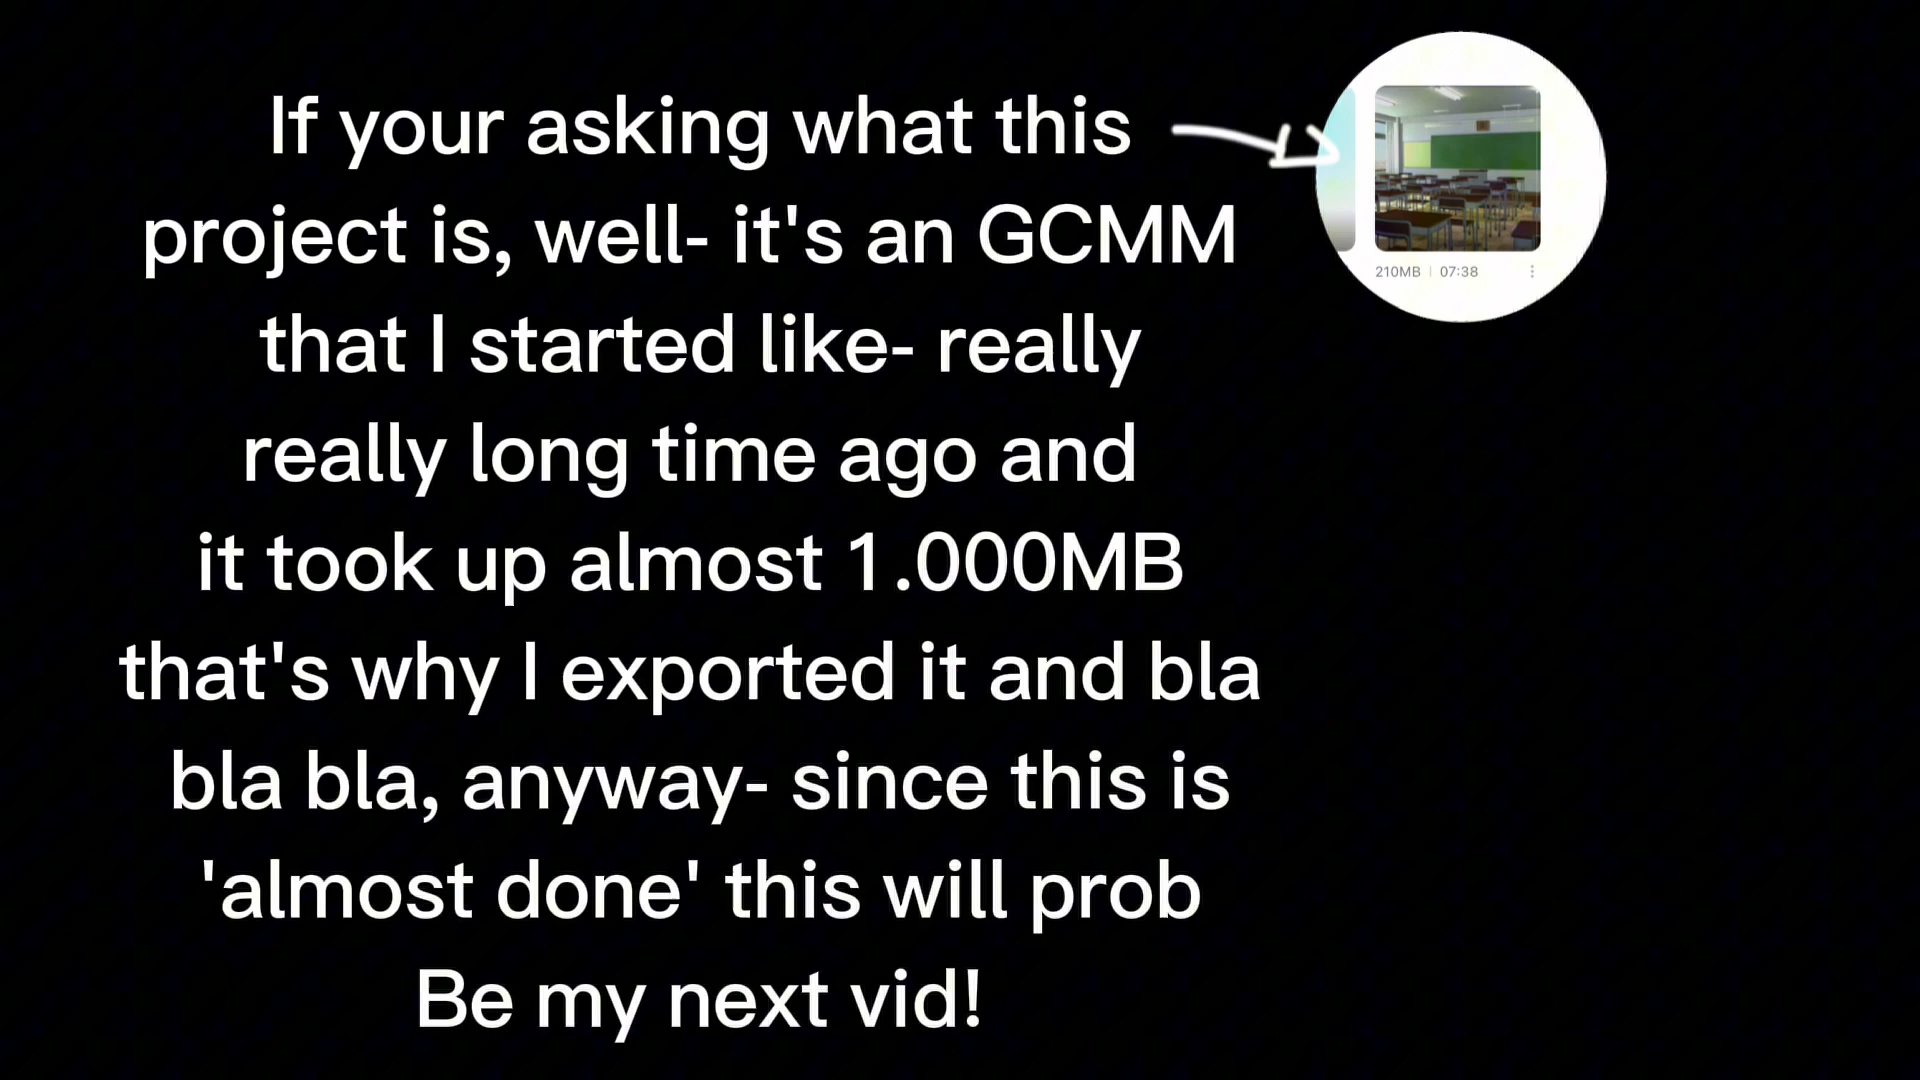 If your asking what this
project is, well- it's an GCMM
that I started like- really
really long time ago and
it took up almost 1.000MB
that's why I exported it and bla
bla bla, anyway- since this is
'almost done' this will prob
Be my next vid!
210MB | 07:38